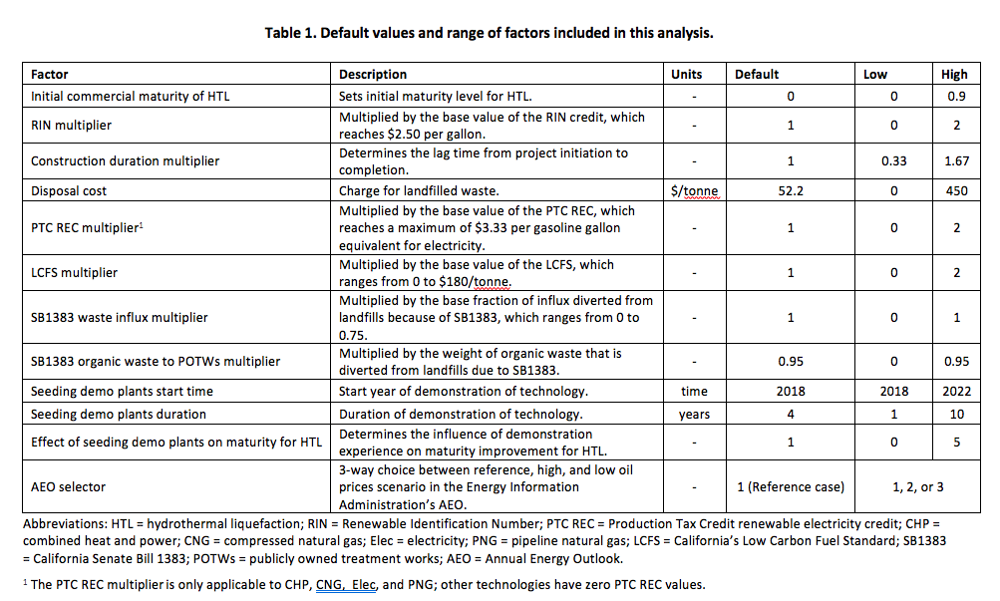 Table 1. Default values and range of factors included in this analysis.
Factor Description Units Default Low High
Initial commercial maturity of HTL Sets initial maturity level for HTL. - 0 0 0.9
RIN multiplier Multiplied by the base value of the RIN credit, which reaches $2.50 per gallon. - 1 0 2
Construction duration multiplier Determines the lag time from project initiation to completion. - 1 0.33 1.67
Disposal cost Charge for landfilled waste. $/tonne 52.2 0 450
PTC REC multiplier¹ Multiplied by the base value of the PTC REC, which reaches a maximum of $3.33 per gasoline gallon equivalent for electricity. - 1 0 2
LCFS multiplier Multiplied by the base value of the LCFS, which ranges from 0 to $180/tonne. - 1 0 2
SB1383 waste influx multiplier Multiplied by the base fraction of influx diverted from landfills because of SB1383, which ranges from 0 to 0.75. - 1 0 1
SB1383 organic waste to POTWs multiplier Multiplied by the weight of organic waste that is diverted from landfills due to SB1383. - 0.95 0 0.95
Seeding demo plants start time Start year of demonstration of technology. time 2018 2018 2022
Seeding demo plants duration Duration of demonstration of technology. years 4 1 10
Effect of seeding demo plants on maturity for HTL Determines the influence of demonstration experience on maturity improvement for HTL. - 1 0 5
AEO selector 3-way choice between reference, high, and low oil prices scenario in the Energy Information Administration's AEO. - 1 (Reference case) 1, 2, or 3
Abbreviations: HTL = hydrothermal liquefaction; RIN = Renewable Identification Number; PTC REC = Production Tax Credit renewable electricity credit; CHP =
combined heat and power; CNG = compressed natural gas; Elec = electricity; PNG = pipeline natural gas; LCFS = California's Low Carbon Fuel Standard; SB1383
= California Senate Bill 1383; POTWs = publicly owned treatment works; AEO = Annual Energy Outlook.
¹ The PTC REC multiplier is only applicable to CHP, CNG, Elec, and PNG; other technologies have zero PTC REC values.